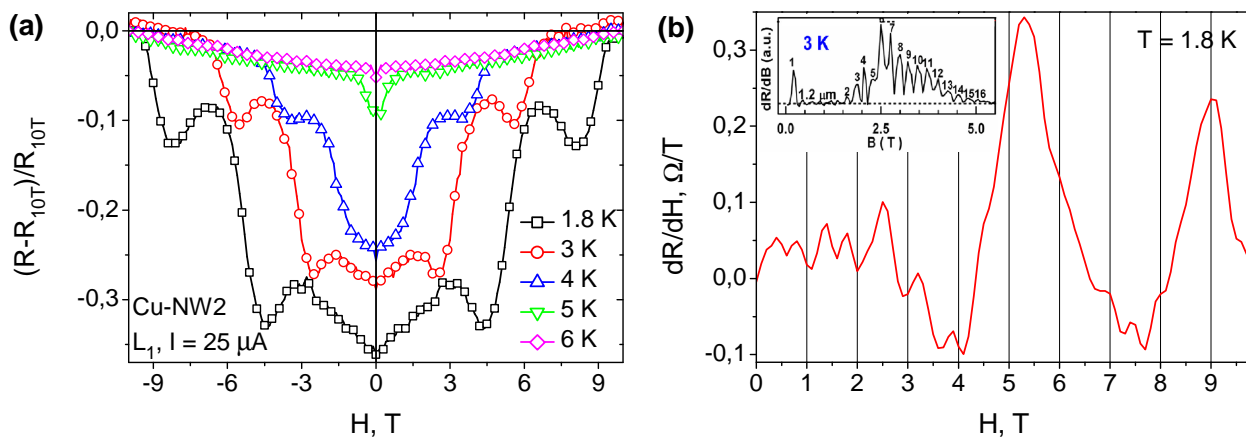 (a)
(R-R10T)/R10T
0,0
-0,1
-0,2
-0,3
1.8 K
3 K
4 K
5 K
6 K
Cu-NW2
L1, I = 25 μA
-9 -6 -3 0 3 6 9
H, T
(b)
dR/dH, Ω/T
0,3
0,2
0,1
0,0
-0,1
T = 1.8 K
3 K
dR/dB (a.u.)
1 2 3 4 5 7 8 9 10 11 12 13 14 15 16
1..2 μm
0.0 2.5 5.0
B (T)
0 1 2 3 4 5 6 7 8 9
H, T